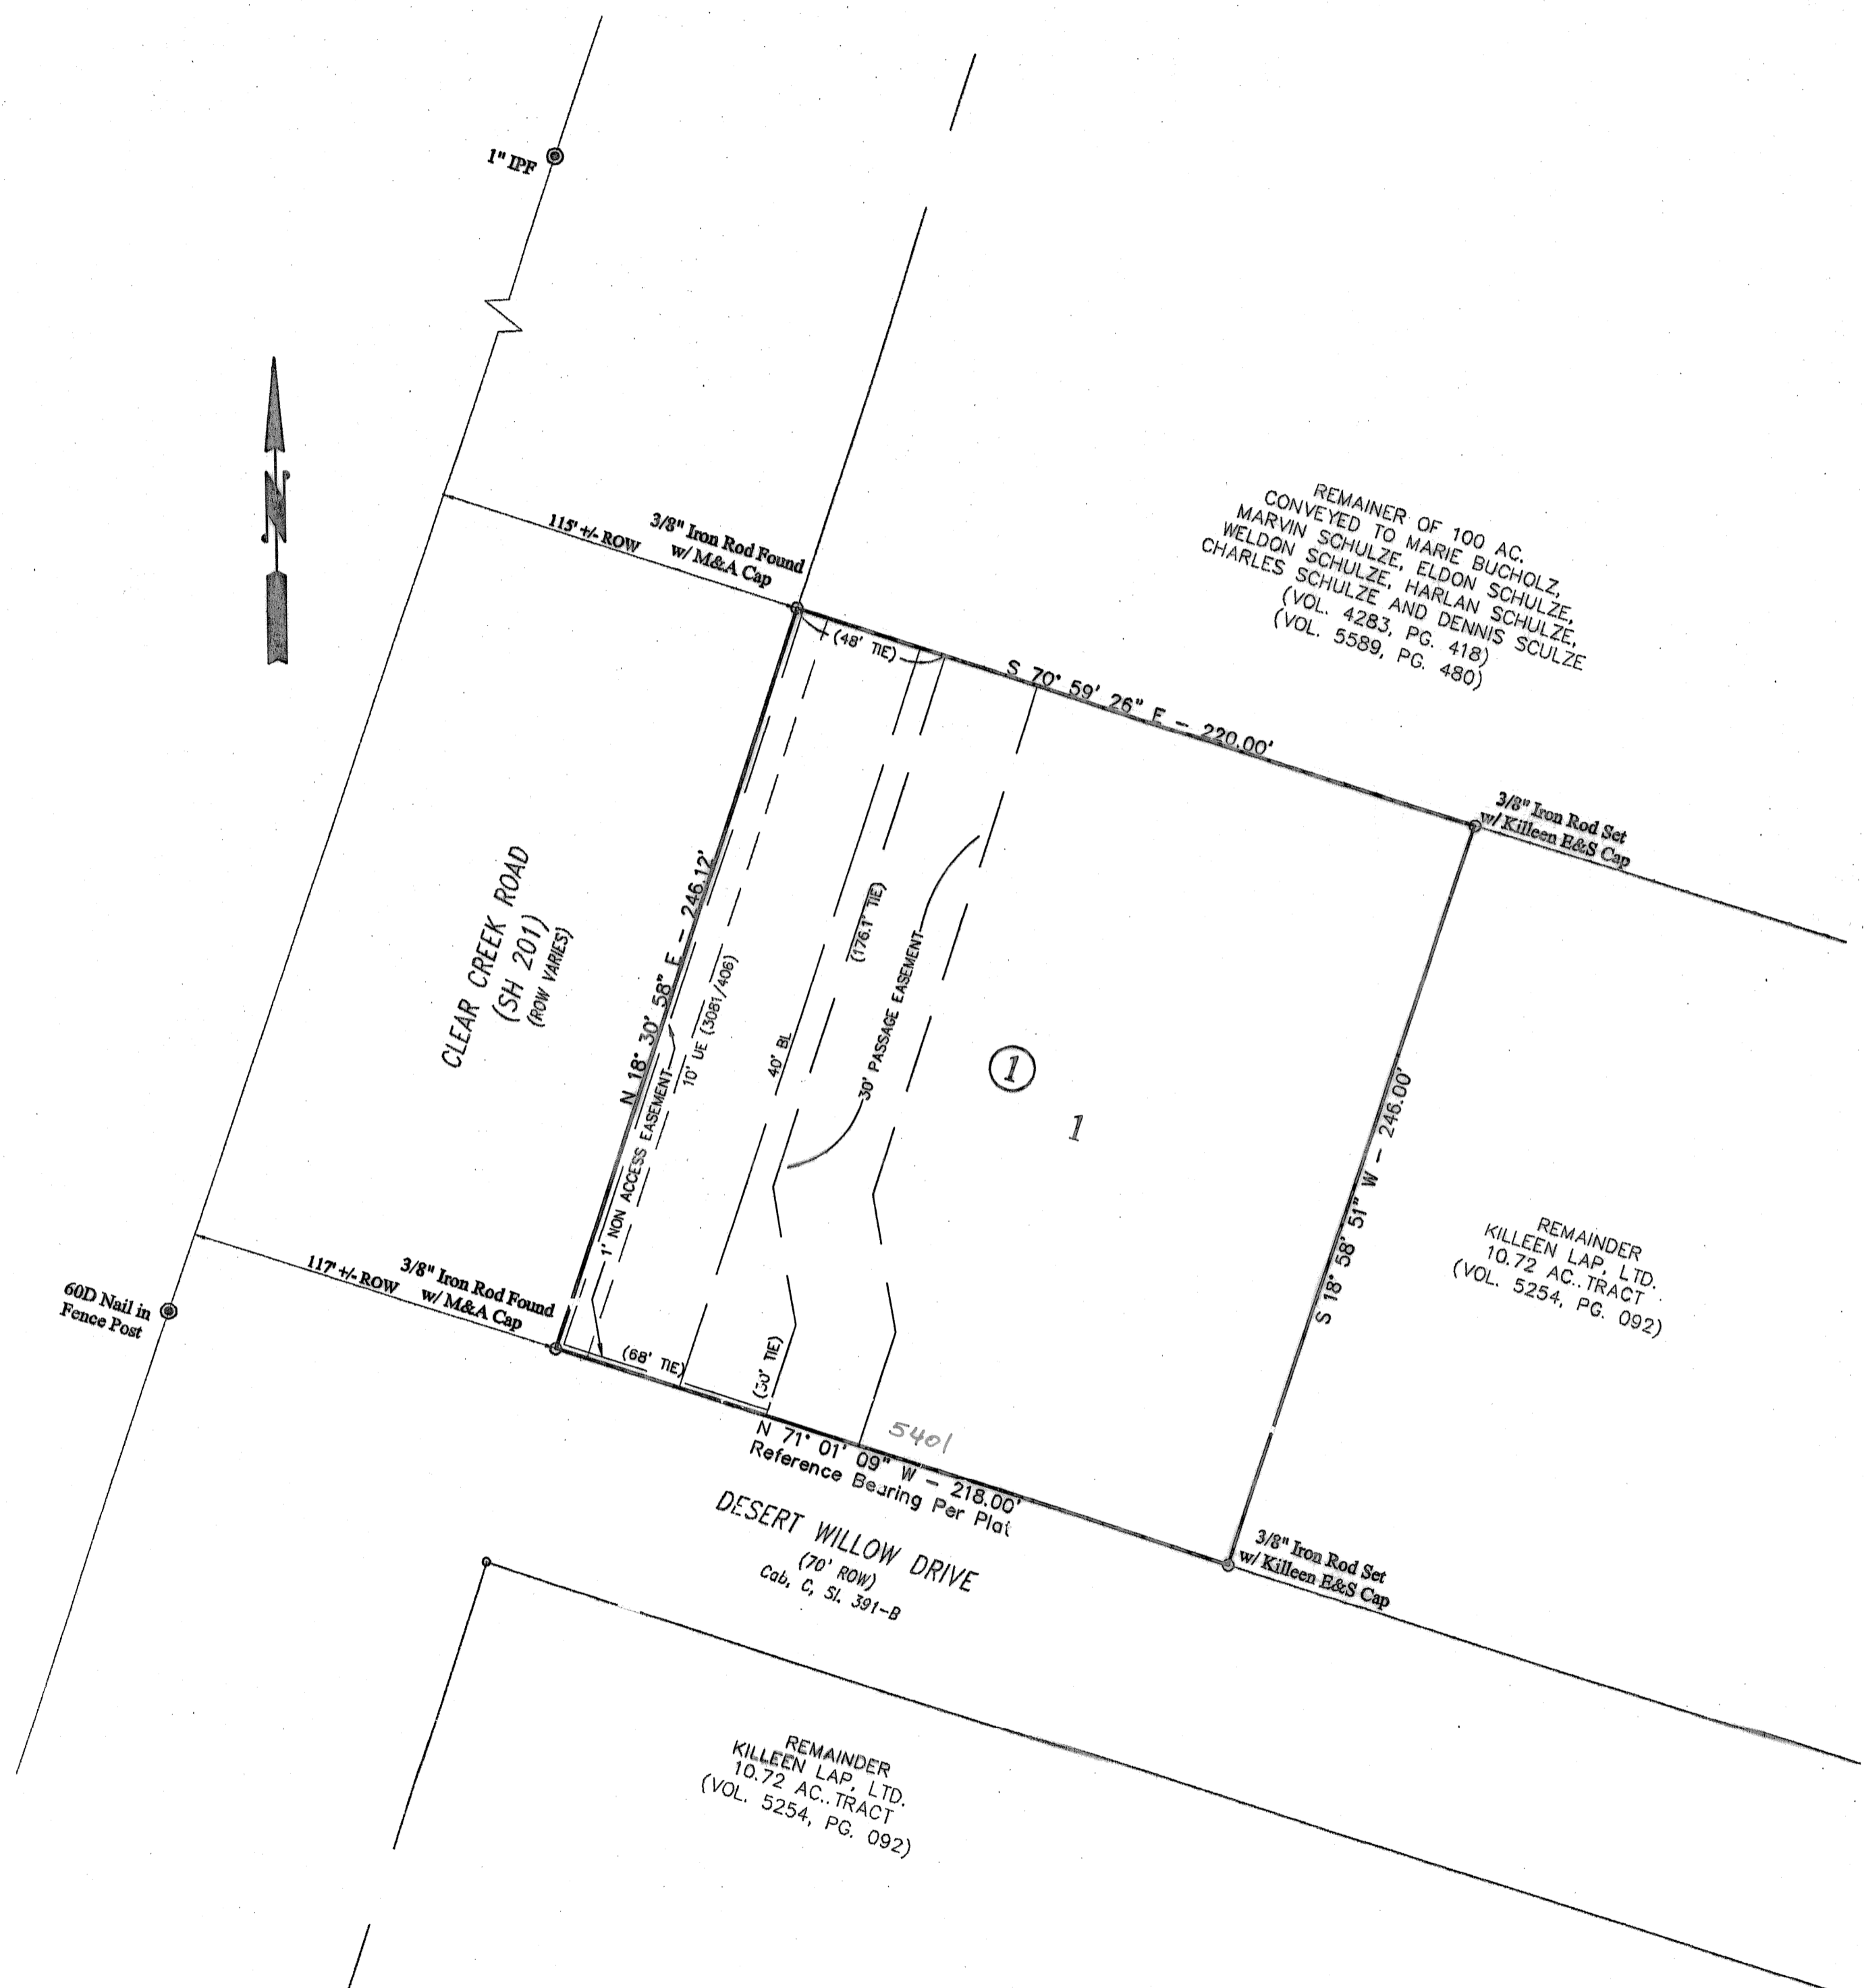 1" IPF
N
115' +/- ROW
3/8" Iron Rod Found
w/ M&A Cap
REMAINER OF 100 AC.
CONVEYED TO MARIE BUCHOLZ,
MARVIN SCHULZE, ELDON SCHULZE,
WELDON SCHULZE, HARLAN SCHULZE,
CHARLES SCHULZE AND DENNIS SCULZE
(VOL. 4283, PG. 418)
(VOL. 5589, PG. 480)
(48' TIE)
S 70° 59' 26" E - 220.00'
3/8" Iron Rod Set
w/ Killeen E&S Cap
CLEAR CREEK ROAD
(SH 201)
(ROW VARIES)
N 18° 30' 58" E - 246.12'
1' NON ACCESS EASEMENT
10' UE (3081/406)
40' BL
(176.1' TIE)
30' PASSAGE EASEMENT
1
1
S 18° 58' 51" W - 246.00'
REMAINDER
KILLEEN LAP, LTD.
10.72 AC.. TRACT
(VOL. 5254, PG. 092)
60D Nail in
Fence Post
117' +/- ROW
3/8" Iron Rod Found
w/ M&A Cap
(68' TIE)
(30' TIE)
5401
N 71° 01' 09" W - 218.00'
Reference Bearing Per Plat
DESERT WILLOW DRIVE
(70' ROW)
Cab. C, Sl. 391-B
3/8" Iron Rod Set
w/ Killeen E&S Cap
REMAINDER
KILLEEN LAP, LTD.
10.72 AC.. TRACT
(VOL. 5254, PG. 092)